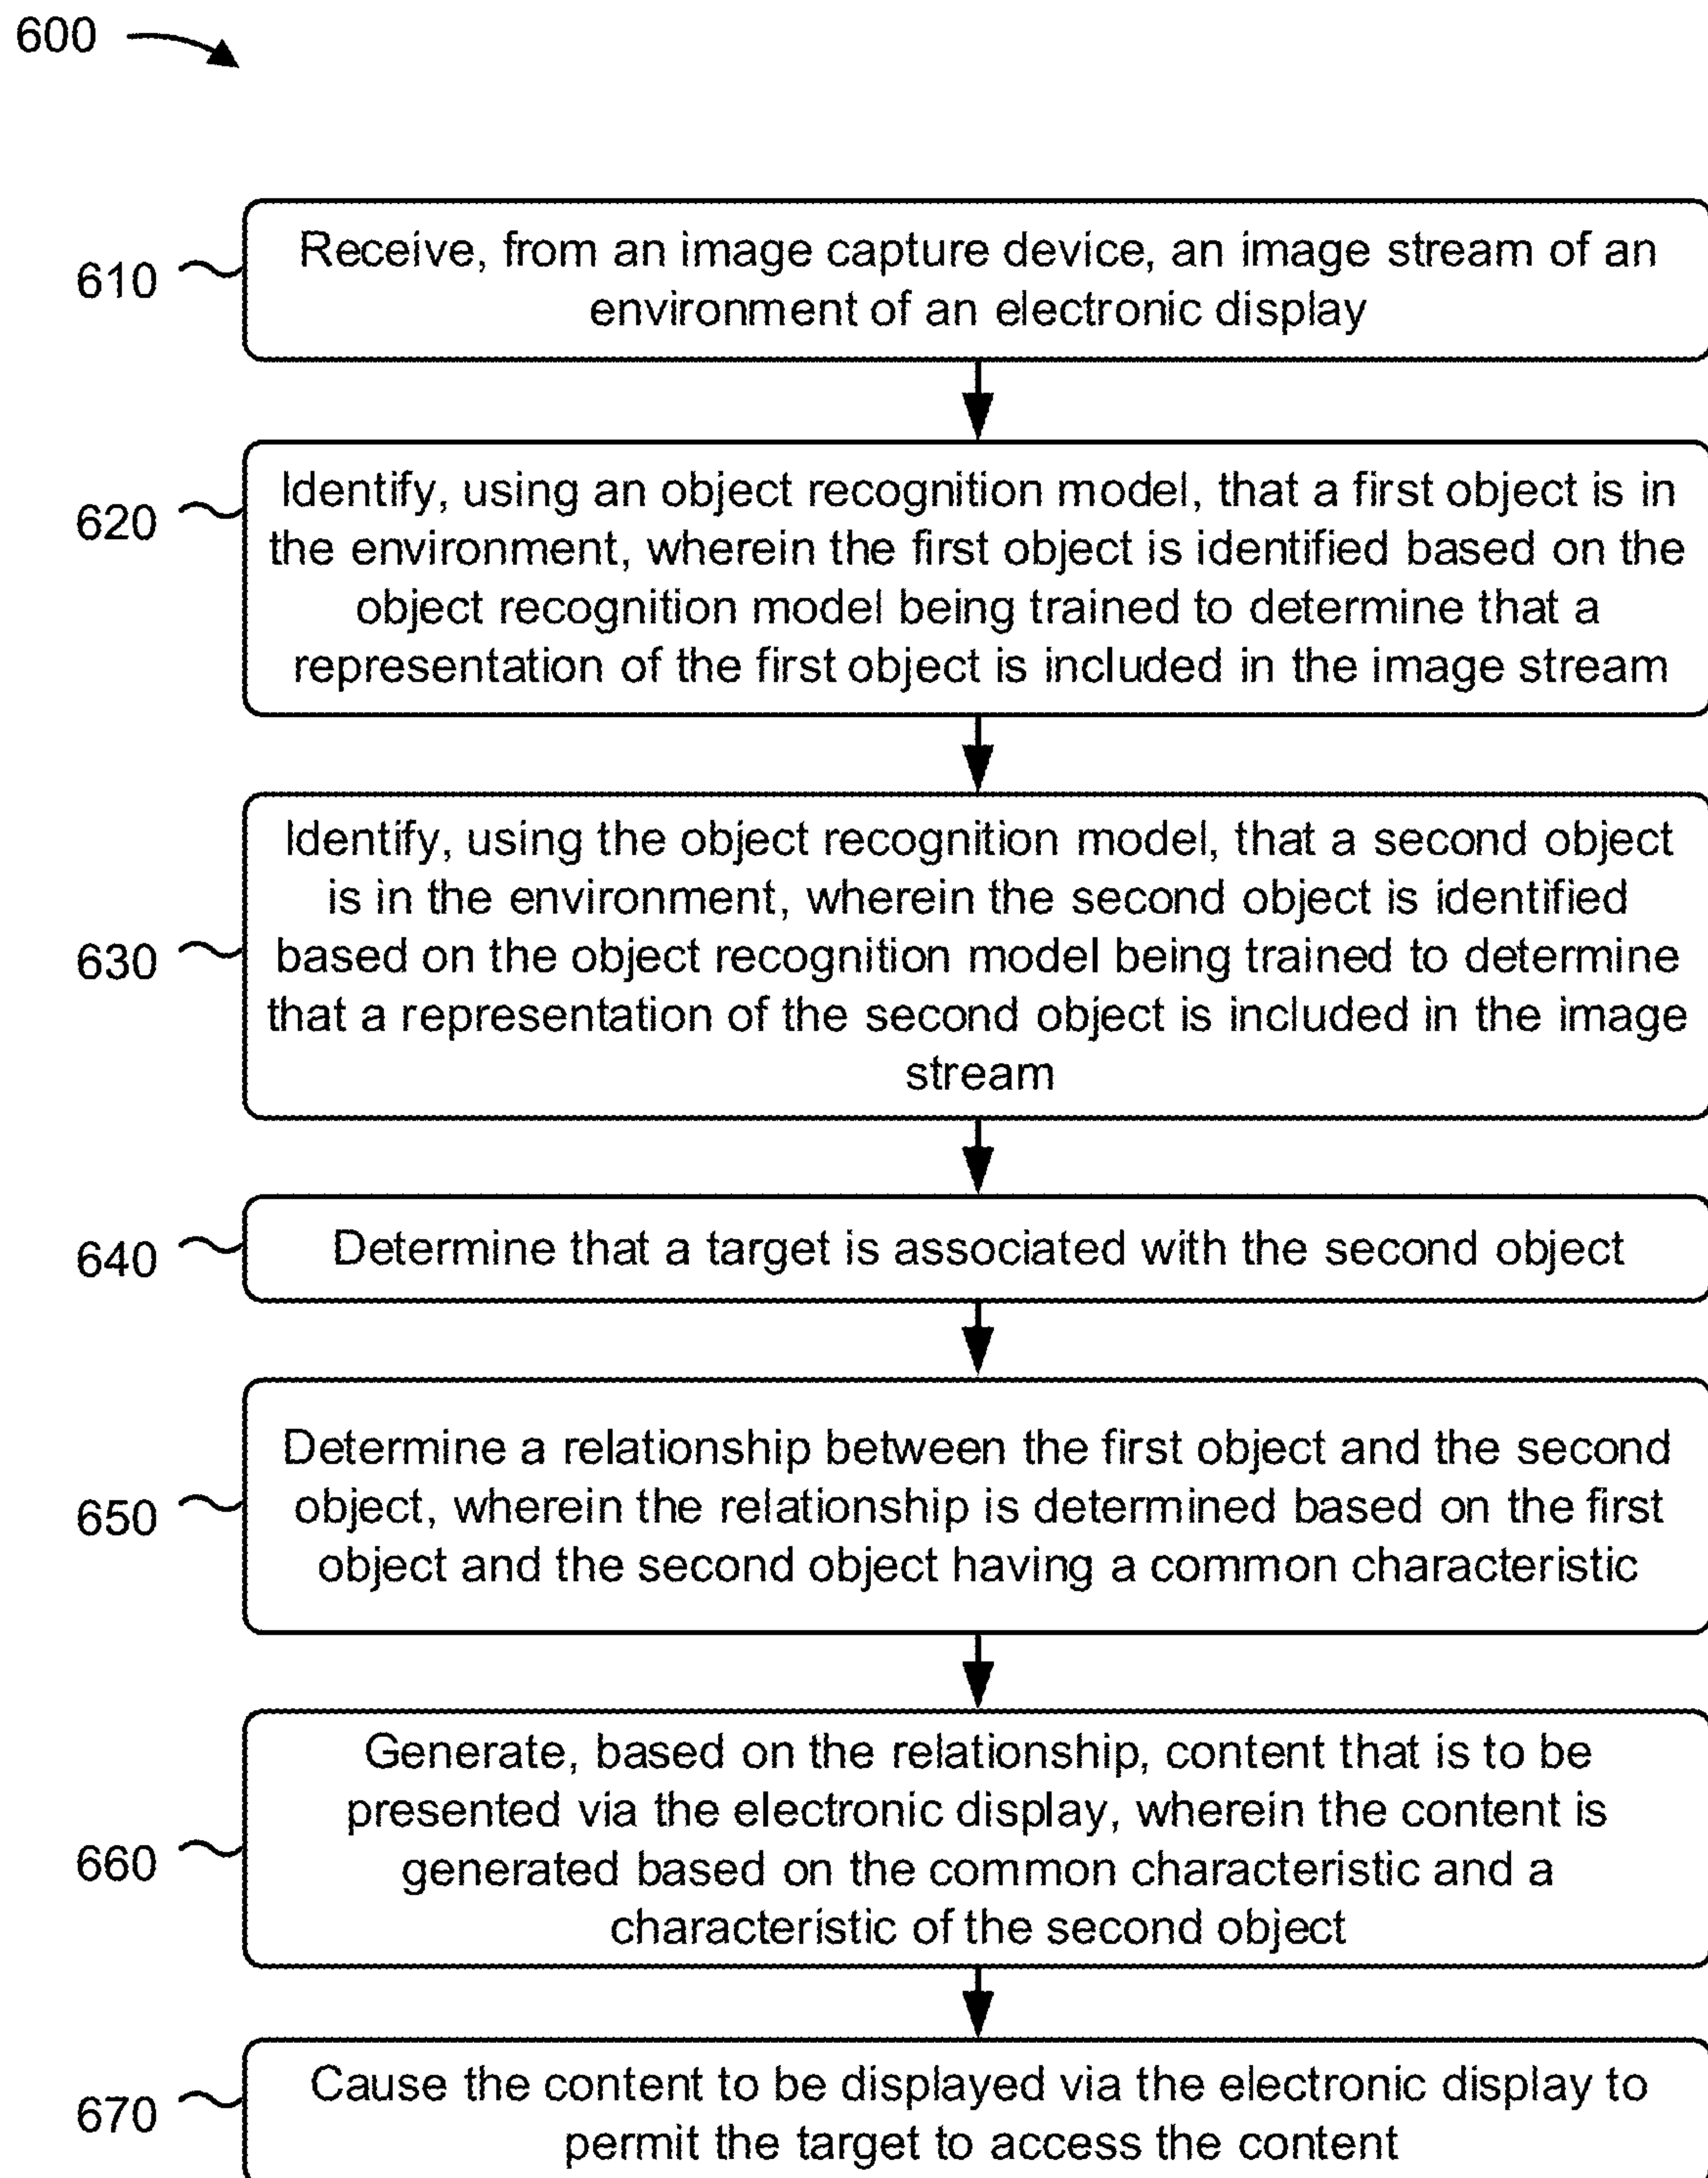 600
610
Receive, from an image capture device, an image stream of an
environment of an electronic display
620
Identify, using an object recognition model, that a first object is in
the environment, wherein the first object is identified based on the
object recognition model being trained to determine that a
representation of the first object is included in the image stream
630
Identify, using the object recognition model, that a second object
is in the environment, wherein the second object is identified
based on the object recognition model being trained to determine
that a representation of the second object is included in the image
stream
640
Determine that a target is associated with the second object
650
Determine a relationship between the first object and the second
object, wherein the relationship is determined based on the first
object and the second object having a common characteristic
660
Generate, based on the relationship, content that is to be
presented via the electronic display, wherein the content is
generated based on the common characteristic and a
characteristic of the second object
670
Cause the content to be displayed via the electronic display to
permit the target to access the content